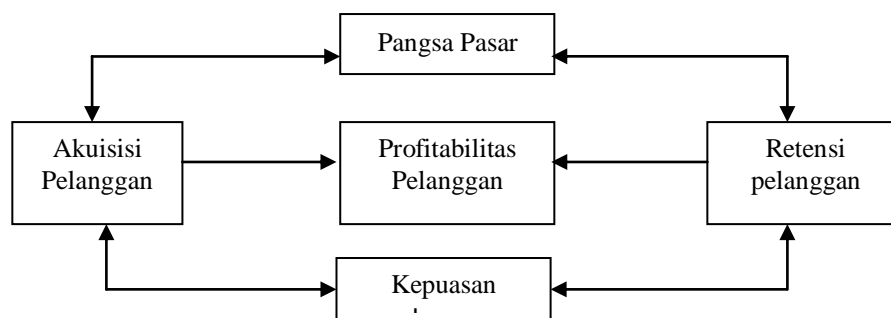 Pangsa Pasar
Akuisisi
Pelanggan
Profitabilitas
Pelanggan
Retensi
pelanggan
Kepuasan